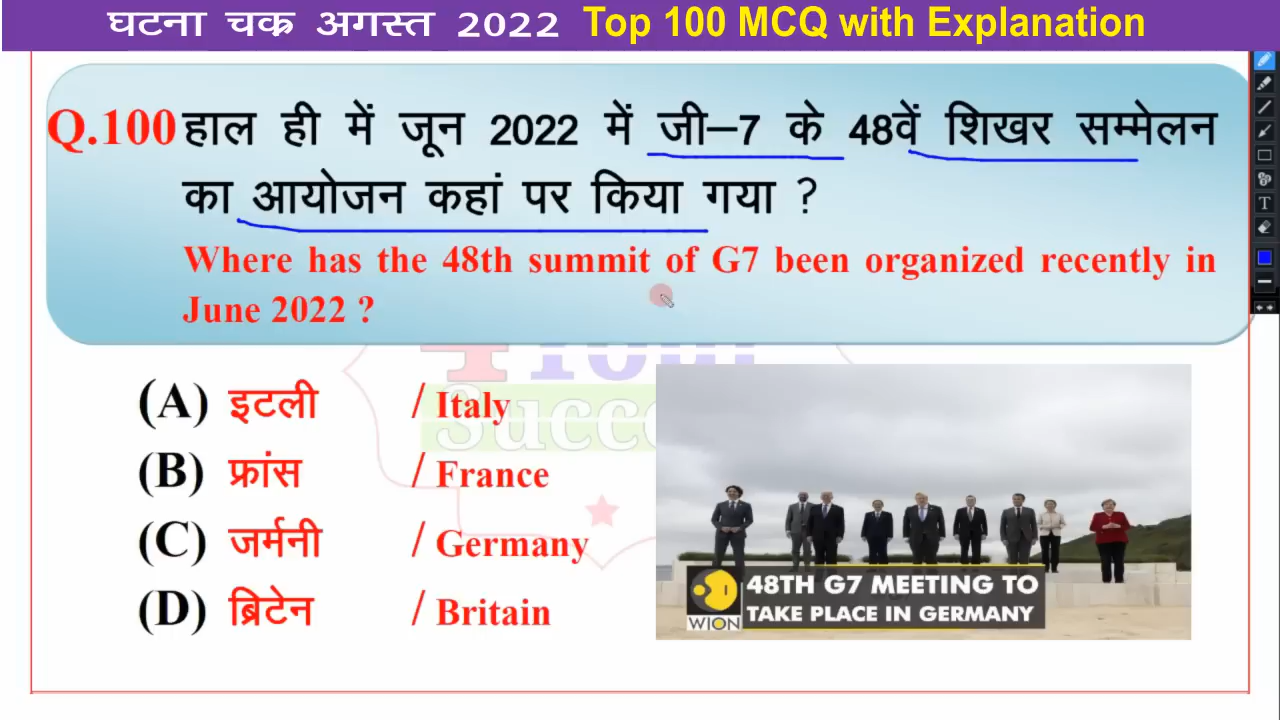 घटना चक्र अगस्त 2022 Top 100 MCQ with Explanation
Q.100 हाल ही में जून 2022 में जी–7 के 48वें शिखर सम्मेलन
का आयोजन कहां पर किया गया ?
Where has the 48th summit of G7 been organized recently in
June 2022 ?
(A) इटली / Italy
(B) फ्रांस / France
(C) जर्मनी / Germany
(D) ब्रिटेन / Britain
48TH G7 MEETING TO
TAKE PLACE IN GERMANY
WION